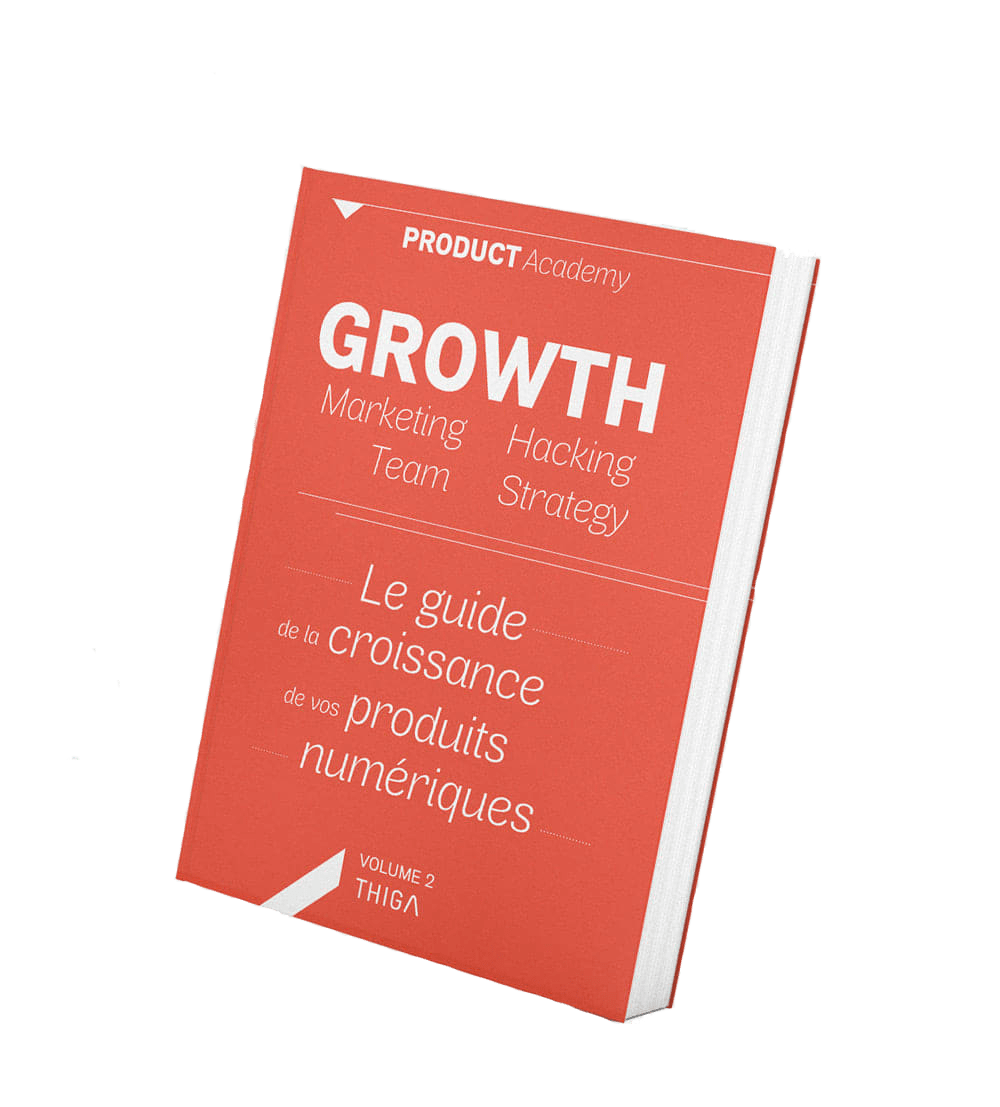 PRODUCT Academy
GROWTH
Marketing Hacking
Team Strategy
Le guide
de la croissance
de vos produits
numériques
VOLUME 2
THIGA